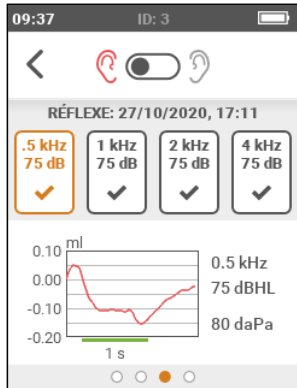 09:37 ID: 3
RÉFLEXE: 27/10/2020, 17:11
.5 kHz 1 kHz 2 kHz 4 kHz
75 dB 75 dB 75 dB 75 dB
ml
0.10
0.00
-0.10
-0.20
1 s
0.5 kHz
75 dBHL
80 daPa